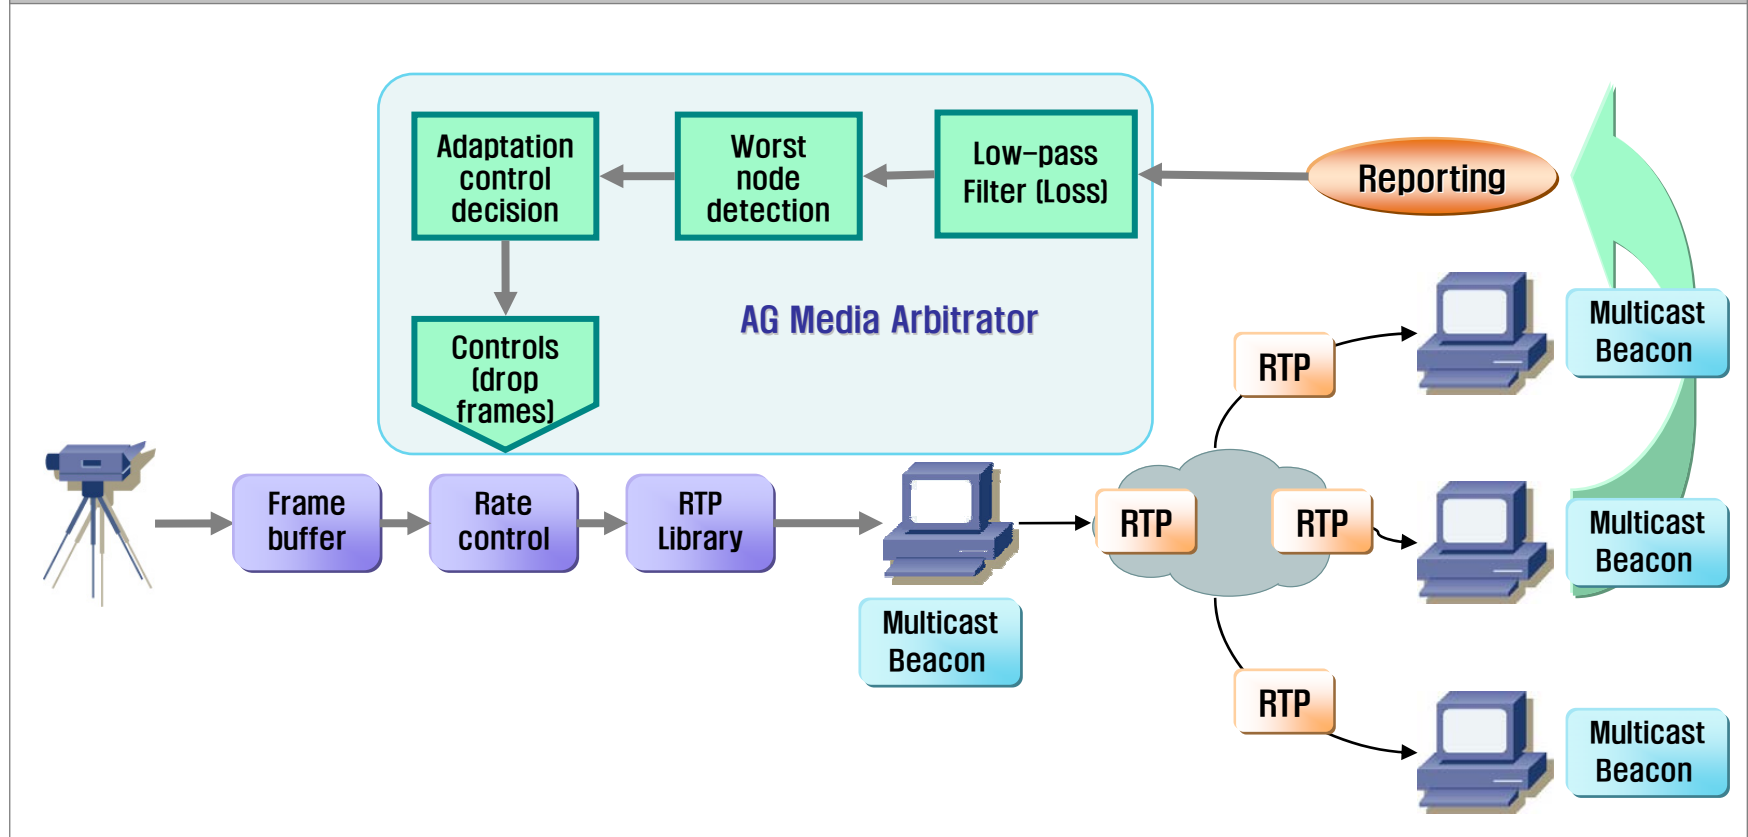 Adaptation
control
decision
Worst
node
detection
Low-pass
Filter (Loss)
Reporting
AG Media Arbitrator
Controls
(drop
frames)
Multicast
Beacon
RTP
Frame
buffer
Rate
control
RTP
Library
RTP
RTP
Multicast
Beacon
Multicast
Beacon
RTP
Multicast
Beacon